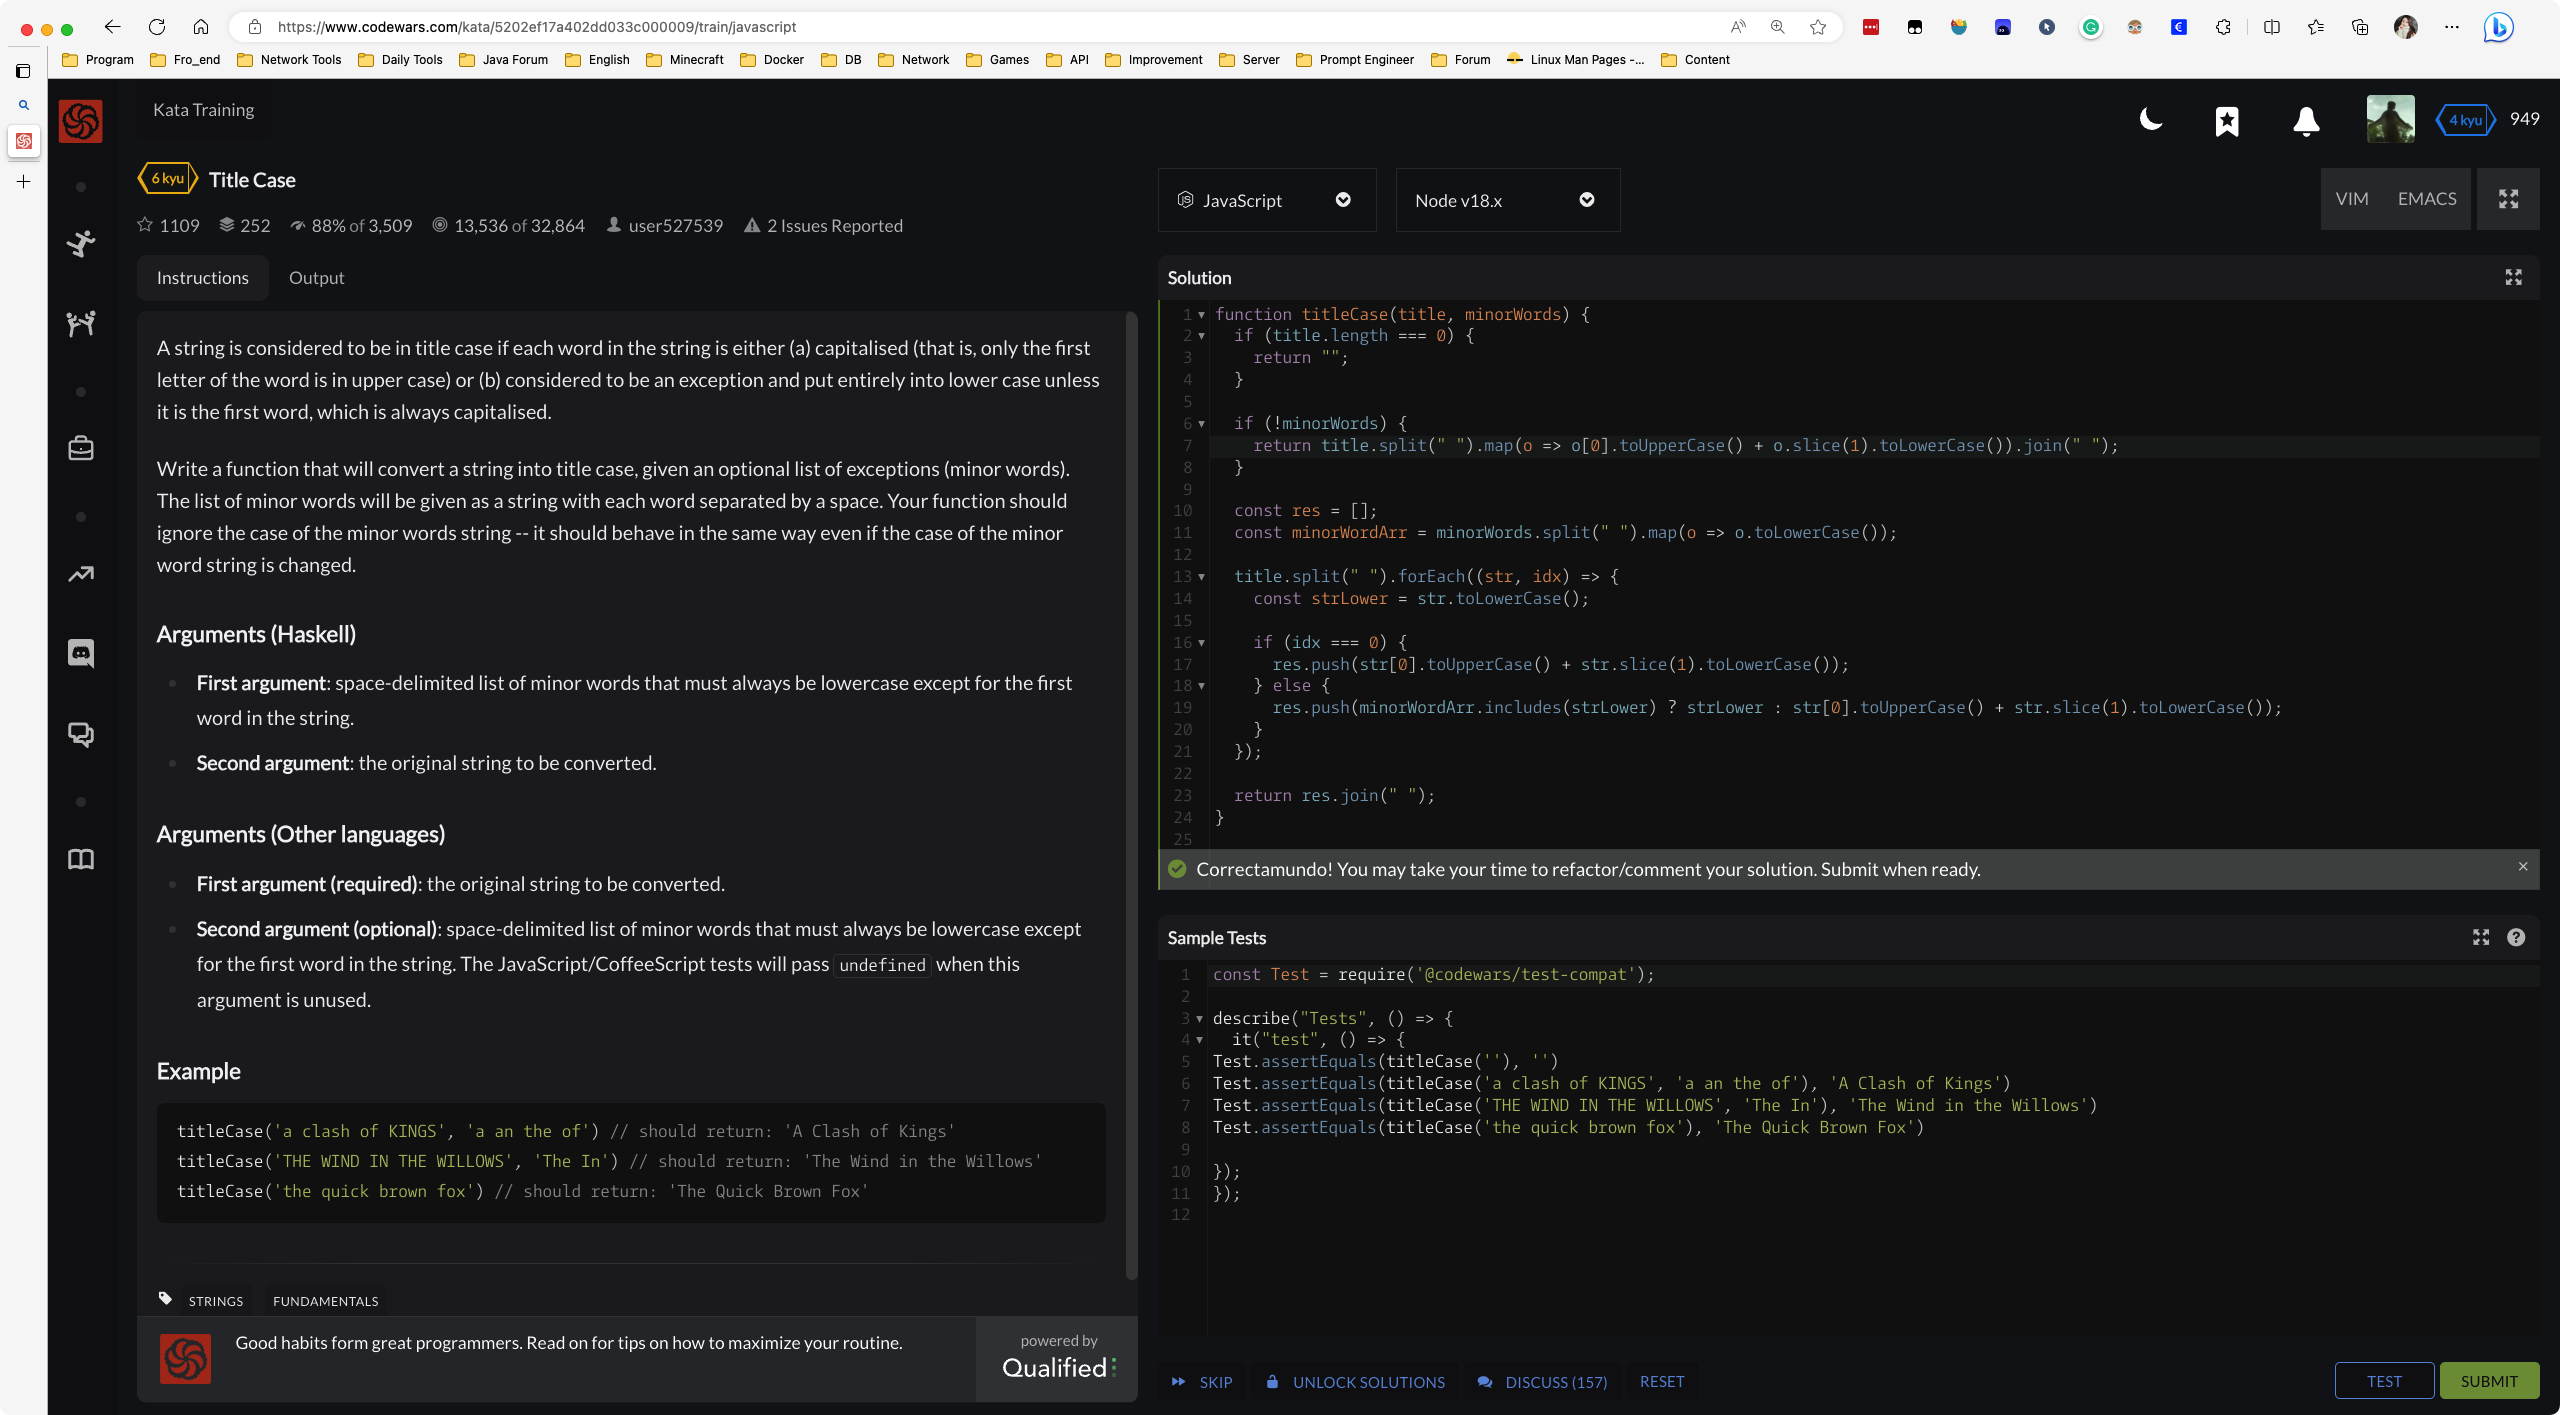 https://www.codewars.com/kata/5202ef17a402dd033c000009/train/javascript
Program Fro_end Network Tools Daily Tools Java Forum English Minecraft Docker DB Network Games API Improvement Server Prompt Engineer Forum Linux Man Pages -... Content
Kata Training
4 kyu 949
6 kyu Title Case
1109 252 88% of 3,509 13,536 of 32,864 user527539 2 Issues Reported
JavaScript Node v18.x VIM EMACS
Instructions Output
A string is considered to be in title case if each word in the string is either (a) capitalised (that is, only the first
letter of the word is in upper case) or (b) considered to be an exception and put entirely into lower case unless
it is the first word, which is always capitalised.
Write a function that will convert a string into title case, given an optional list of exceptions (minor words).
The list of minor words will be given as a string with each word separated by a space. Your function should
ignore the case of the minor words string -- it should behave in the same way even if the case of the minor
word string is changed.
Arguments (Haskell)
First argument: space-delimited list of minor words that must always be lowercase except for the first
word in the string.
Second argument: the original string to be converted.
Arguments (Other languages)
First argument (required): the original string to be converted.
Second argument (optional): space-delimited list of minor words that must always be lowercase except
for the first word in the string. The JavaScript/CoffeeScript tests will pass undefined when this
argument is unused.
Example
titleCase('a clash of KINGS', 'a an the of') // should return: 'A Clash of Kings'
titleCase('THE WIND IN THE WILLOWS', 'The In') // should return: 'The Wind in the Willows'
titleCase('the quick brown fox') // should return: 'The Quick Brown Fox'
STRINGS FUNDAMENTALS
Good habits form great programmers. Read on for tips on how to maximize your routine.
powered by
Qualified
Solution
1 function titleCase(title, minorWords) {
2 if (title.length === 0) {
3 return "";
4 }
5
6 if (!minorWords) {
7 return title.split(" ").map(o => o[0].toUpperCase() + o.slice(1).toLowerCase()).join(" ");
8 }
9
10 const res = [];
11 const minorWordArr = minorWords.split(" ").map(o => o.toLowerCase());
12
13 title.split(" ").forEach((str, idx) => {
14 const strLower = str.toLowerCase();
15
16 if (idx === 0) {
17 res.push(str[0].toUpperCase() + str.slice(1).toLowerCase());
18 } else {
19 res.push(minorWordArr.includes(strLower) ? strLower : str[0].toUpperCase() + str.slice(1).toLowerCase());
20 }
21 });
22
23 return res.join(" ");
24 }
25
Correctamundo! You may take your time to refactor/comment your solution. Submit when ready.
Sample Tests
1 const Test = require('@codewars/test-compat');
2
3 describe("Tests", () => {
4 it("test", () => {
5 Test.assertEquals(titleCase(''), '')
6 Test.assertEquals(titleCase('a clash of KINGS', 'a an the of'), 'A Clash of Kings')
7 Test.assertEquals(titleCase('THE WIND IN THE WILLOWS', 'The In'), 'The Wind in the Willows')
8 Test.assertEquals(titleCase('the quick brown fox'), 'The Quick Brown Fox')
9
10 });
11 });
12
SKIP UNLOCK SOLUTIONS DISCUSS (157) RESET TEST SUBMIT